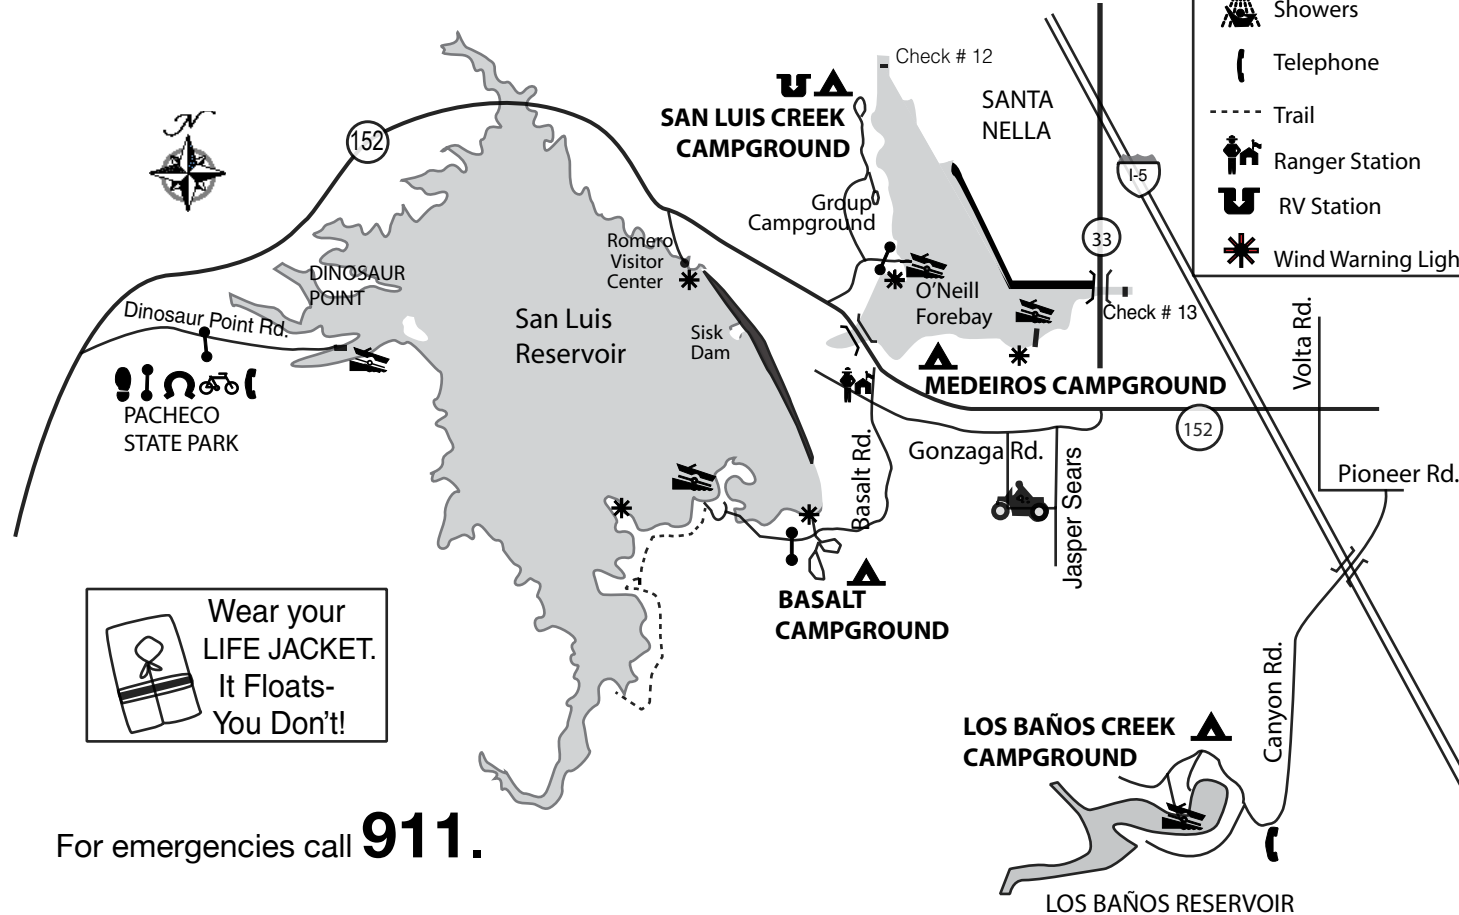 Showers
Telephone
Trail
Ranger Station
RV Station
Wind Warning Ligh
N
152
Check # 12
SANTA
NELLA
SAN LUIS CREEK
CAMPGROUND
I-5
33
Group
Campground
Romero
Visitor
Center
DINOSAUR
POINT
Dinosaur Point Rd.
San Luis
Reservoir
Sisk
Dam
O'Neill
Forebay
Check # 13
Volta Rd.
MEDEIROS CAMPGROUND
PACHECO
STATE PARK
152
Gonzaga Rd.
Basalt Rd.
Jasper Sears
Pioneer Rd.
BASALT
CAMPGROUND
Wear your
LIFE JACKET.
It Floats-
You Don't!
Canyon Rd.
LOS BAÑOS CREEK
CAMPGROUND
For emergencies call 911.
LOS BAÑOS RESERVOIR